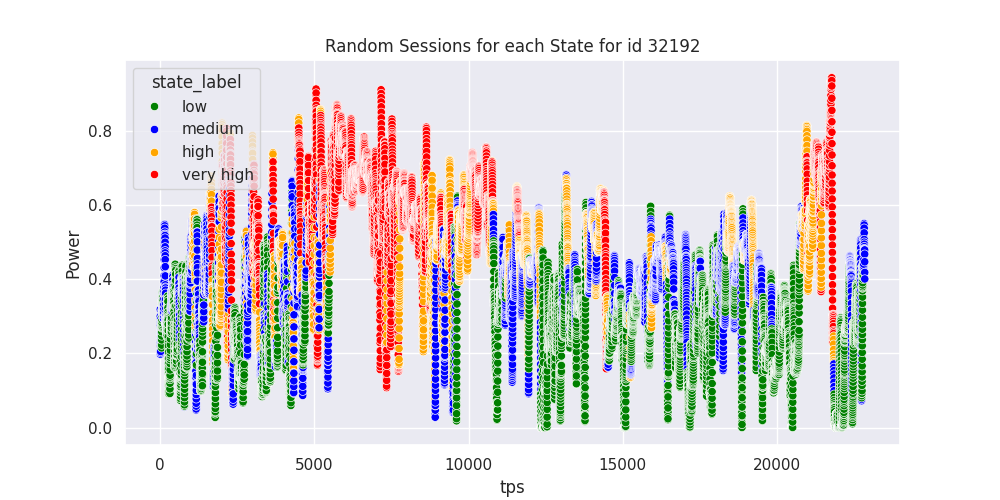 Random Sessions for each State for id 32192
state_label
low
medium
high
very high
Power
0.8
0.6
0.4
0.2
0.0
0
5000
10000
15000
20000
tps